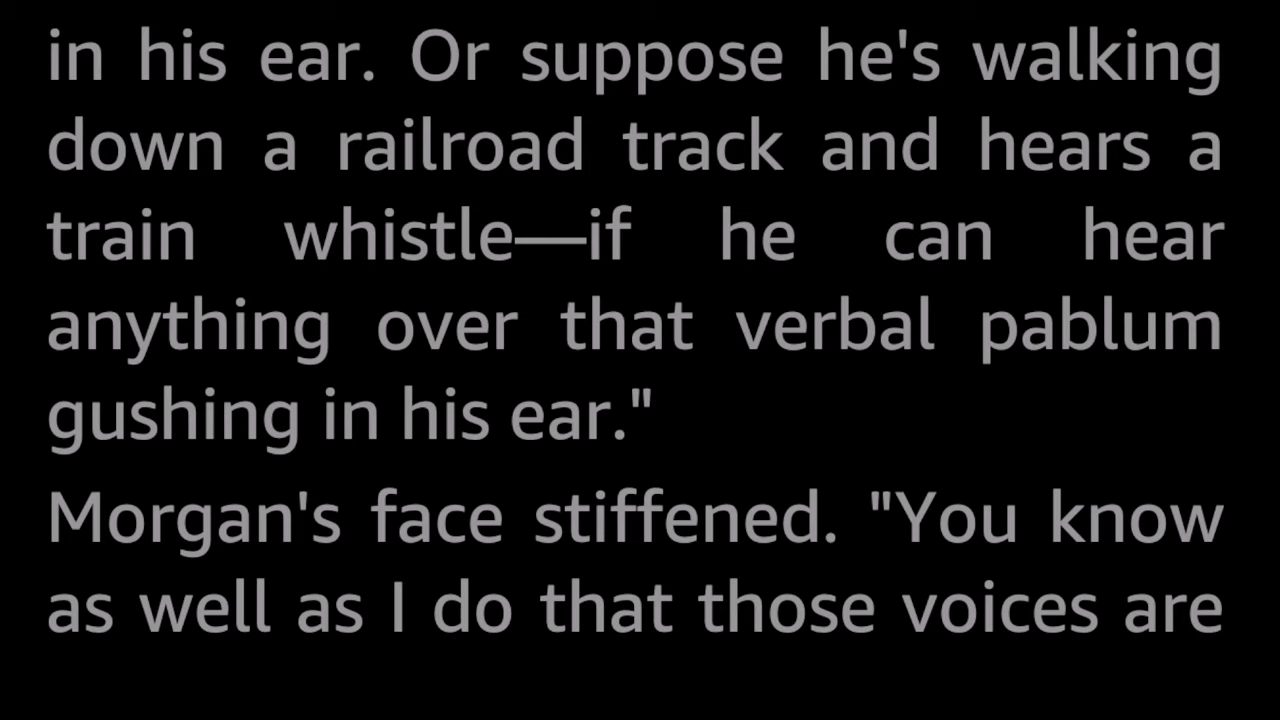 in his ear. Or suppose he's walking
down a railroad track and hears a
train whistle—if he can hear
anything over that verbal pablum
gushing in his ear."
Morgan's face stiffened. "You know
as well as I do that those voices are